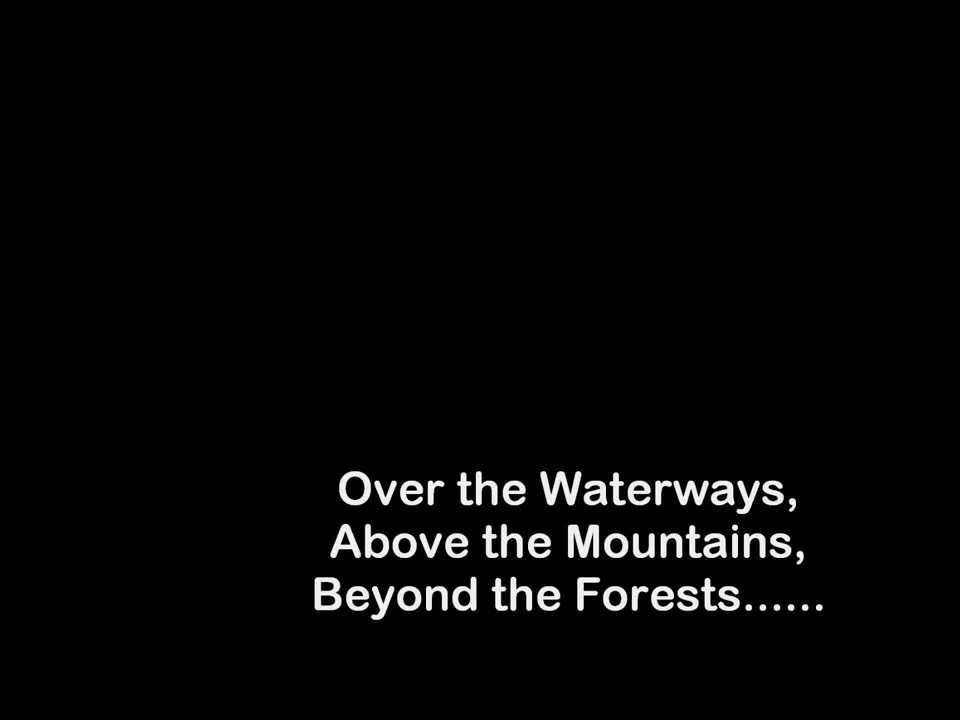 Over the Waterways,
Above the Mountains,
Beyond the Forests......